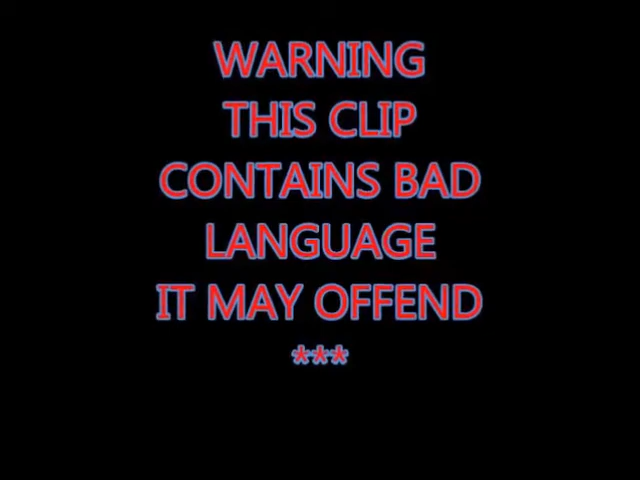 WARNING
THIS CLIP
CONTAINS BAD
LANGUAGE
IT MAY OFFEND
***